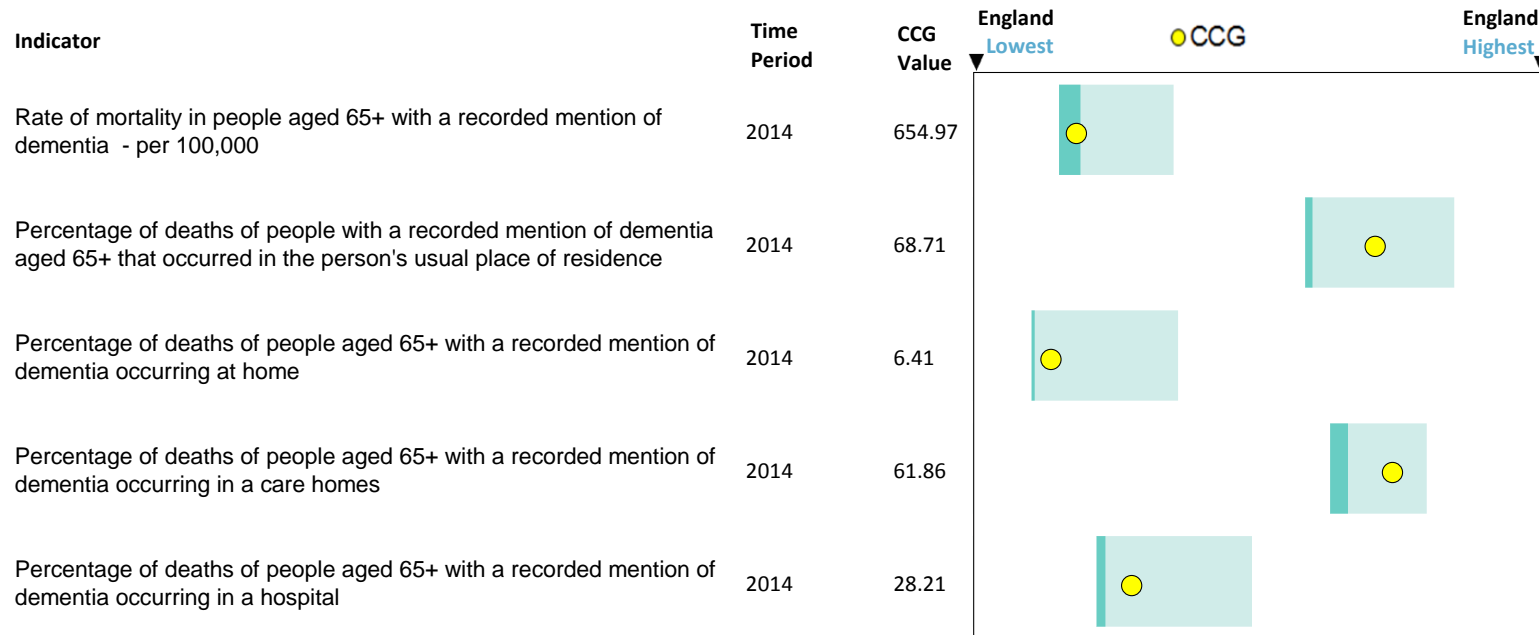 Indicator
Time
Period
CCG
Value
England
Lowest
CCG
England
Highest
Rate of mortality in people aged 65+ with a recorded mention of
dementia  - per 100,000
2014
654.97
Percentage of deaths of people with a recorded mention of dementia
aged 65+ that occurred in the person's usual place of residence
2014
68.71
Percentage of deaths of people aged 65+ with a recorded mention of
dementia occurring at home
2014
6.41
Percentage of deaths of people aged 65+ with a recorded mention of
dementia occurring in a care homes
2014
61.86
Percentage of deaths of people aged 65+ with a recorded mention of
dementia occurring in a hospital
2014
28.21